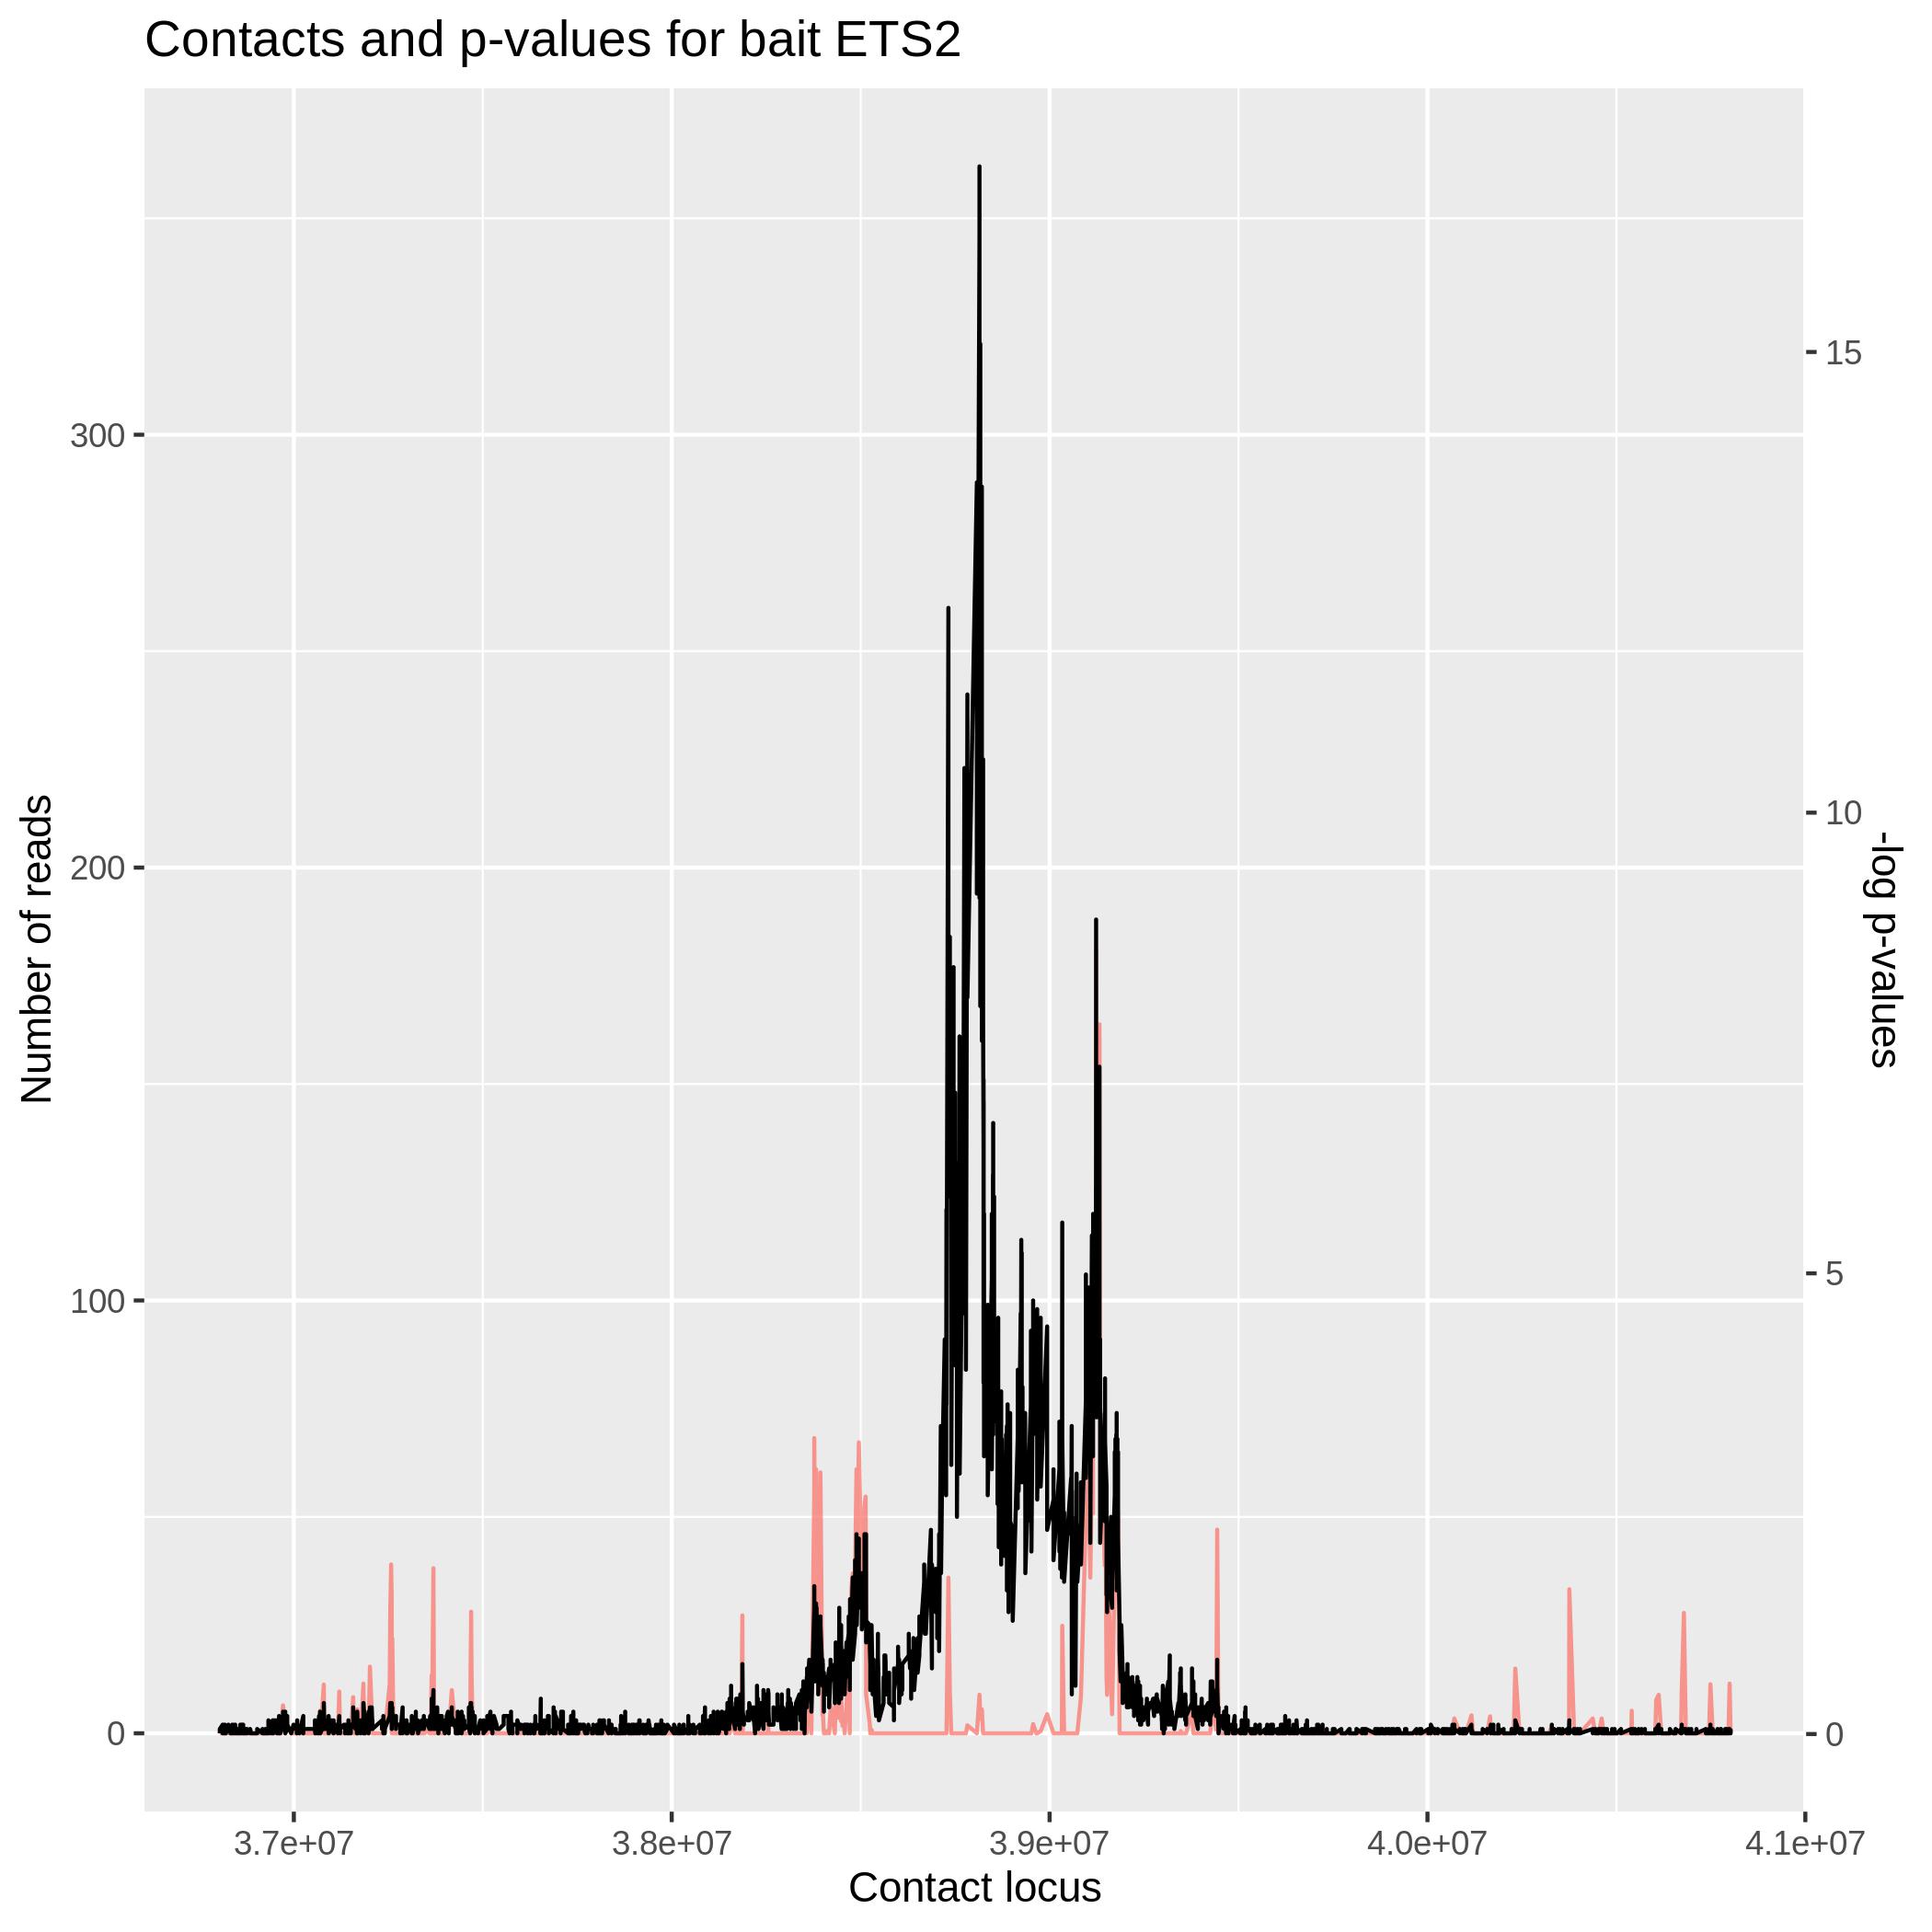 Contacts and p-values for bait ETS2
Number of reads
300
200
100
0
15
10
5
0
-log p-values
3.7e+07 3.8e+07 3.9e+07 4.0e+07 4.1e+07
Contact locus